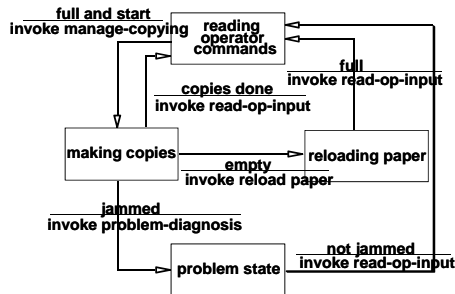 full and start
invoke manage-copying
reading
operator
commands
full
invoke read-op-input
copies done
invoke read-op-input
making copies
reloading paper
empty
invoke reload paper
jammed
invoke problem-diagnosis
not jammed
invoke read-op-input
problem state